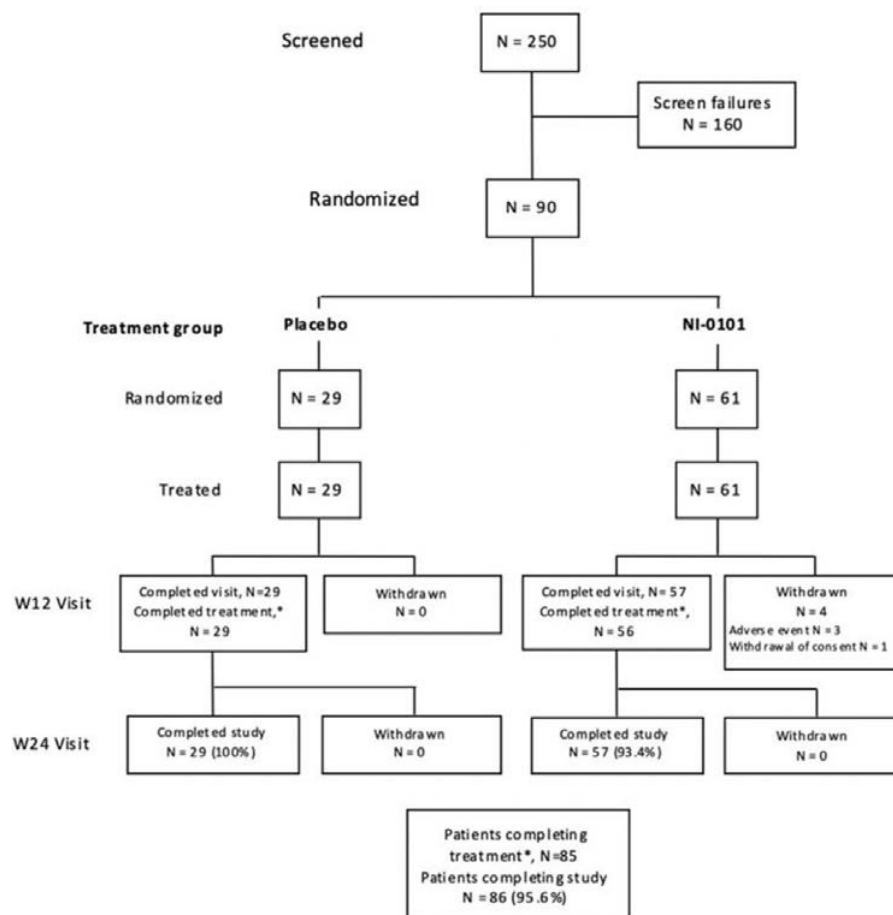 Screened
N = 250
Screen failures
N = 160
Randomized
N = 90
Treatment group
Placebo
NI-0101
Randomized
N = 29
N = 61
Treated
N = 29
N = 61
W12 Visit
Completed visit, N=29
Completed treatment,*
N = 29
Withdrawn
N = 0
Completed visit, N= 57
Completed treatment*,
N = 56
Withdrawn
N = 4
Adverse event N = 3
Withdrawal of consent N = 1
W24 Visit
Completed study
N = 29 (100%)
Withdrawn
N = 0
Completed study
N = 57 (93.4%)
Withdrawn
N = 0
Patients completing
treatment*, N=85
Patients completing study
N = 86 (95.6%)